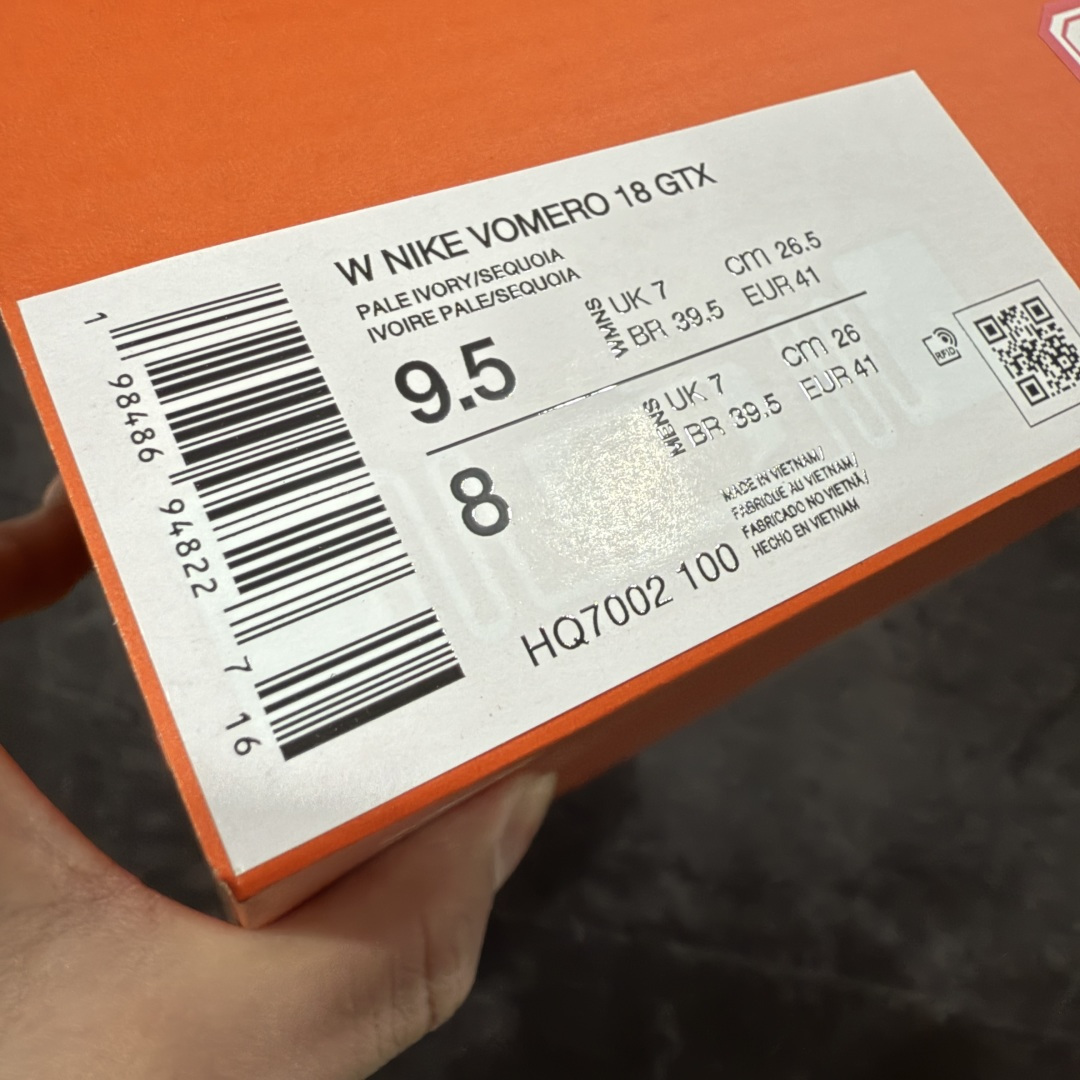 W NIKE VOMERO 18 GTX
PALE IVORY/SEQUOIA
IVOIRE PALE/SEQUOIA
9.5
WMNS
UK 7 cm 26.5
BR 39.5 EUR 41
8
MENS
UK 7 cm 26
BR 39.5 EUR 41
RFID
MADE IN VIETNAM/
FABRIQUE AU VIETNAM/
FABRICADO NO VIETNÃ/
HECHO EN VIETNAM
HQ7002 100
1 98486 94822 7 16